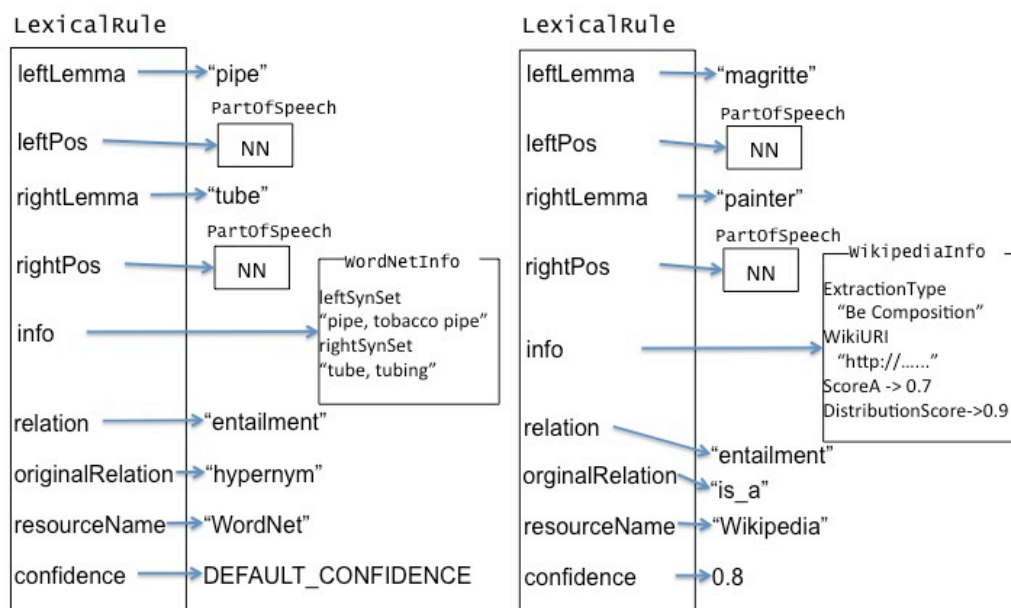 LexicalRule
leftLemma “pipe”
PartOfSpeech
leftPos NN
rightLemma “tube”
PartOfSpeech
rightPos NN
WordNetInfo
leftSynSet
“pipe, tobacco pipe”
rightSynSet
“tube, tubing”
info
relation “entailment”
originalRelation “hypernym”
resourceName “WordNet”
confidence DEFAULT_CONFIDENCE
LexicalRule
leftLemma “magritte”
PartOfSpeech
leftPos NN
rightLemma “painter”
PartOfSpeech
rightPos NN
WikipediaInfo
ExtractionType
“Be Composition”
WikiURI
“http://......”
ScoreA -> 0.7
DistributionScore->0.9
info
relation
“entailment”
orginalRelation
“is_a”
resourceName “Wikipedia”
confidence 0.8